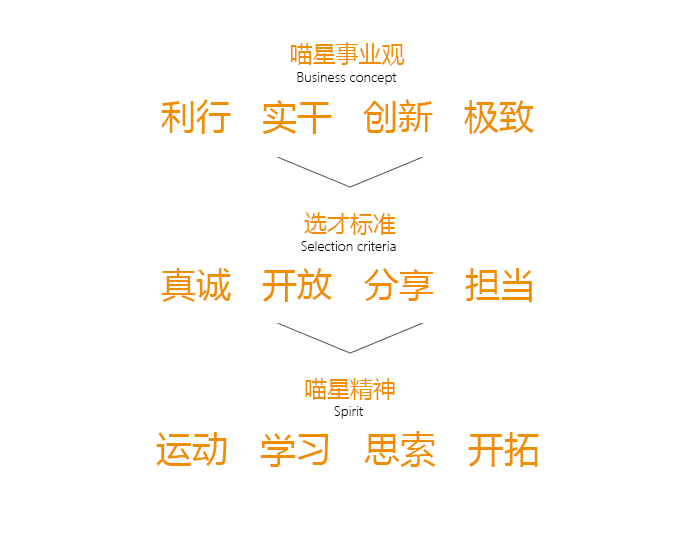 喵星事业观
Business concept
利行 实干 创新 极致
选才标准
Selection criteria
真诚 开放 分享 担当
喵星精神
Spirit
运动 学习 思索 开拓